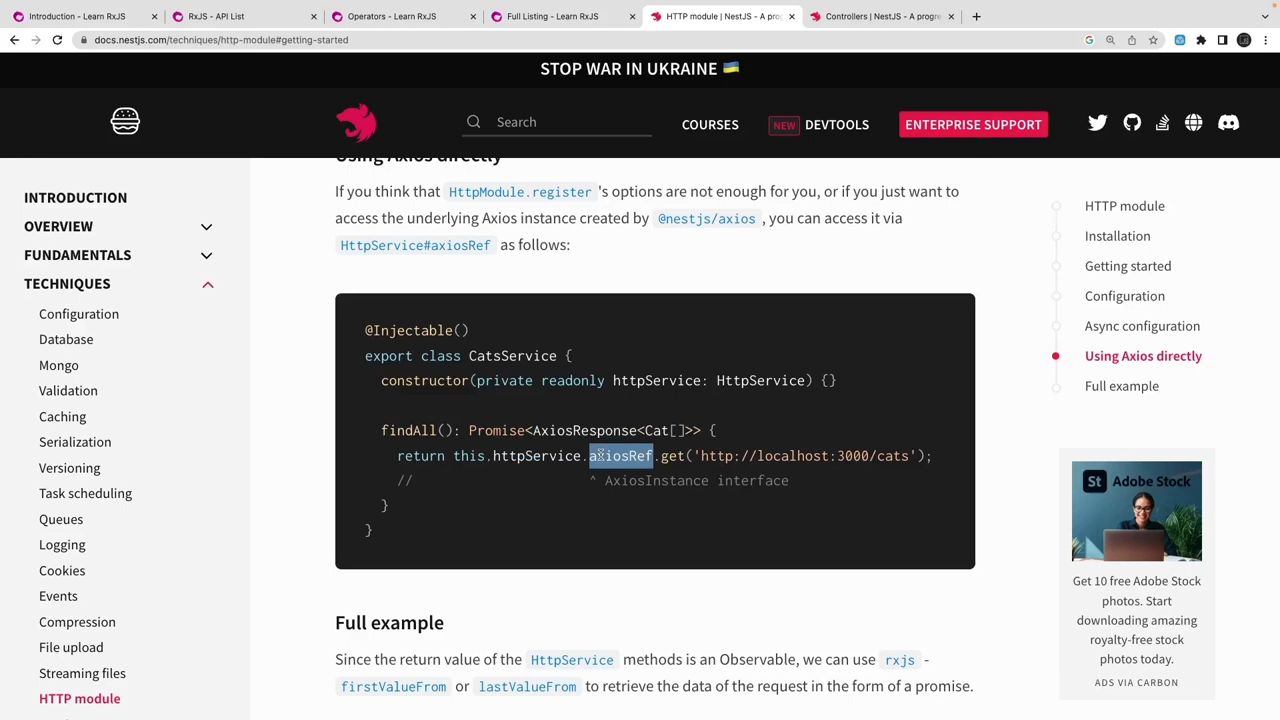 Introduction - Learn RxJS
RxJS - API List
Operators - Learn RxJS
Full Listing - Learn RxJS
HTTP module | NestJS - A prog
Controllers | NestJS - A progre
docs.nestjs.com/techniques/http-module#getting-started
STOP WAR IN UKRAINE 🇺🇦
Search
COURSES
NEW DEVTOOLS
ENTERPRISE SUPPORT
INTRODUCTION
OVERVIEW
FUNDAMENTALS
TECHNIQUES
Configuration
Database
Mongo
Validation
Caching
Serialization
Versioning
Task scheduling
Queues
Logging
Cookies
Events
Compression
File upload
Streaming files
HTTP module
Using Axios directly
If you think that HttpModule.register 's options are not enough for you, or if you just want to
access the underlying Axios instance created by @nestjs/axios , you can access it via
HttpService#axiosRef as follows:
@Injectable()
export class CatsService {
constructor(private readonly httpService: HttpService) {}
findAll(): Promise<AxiosResponse<Cat[]>> {
return this.httpService.axiosRef.get('http://localhost:3000/cats');
// ^ AxiosInstance interface
}
}
Full example
Since the return value of the HttpService methods is an Observable, we can use rxjs -
firstValueFrom or lastValueFrom to retrieve the data of the request in the form of a promise.
HTTP module
Installation
Getting started
Configuration
Async configuration
Using Axios directly
Full example
St Adobe Stock
Get 10 free Adobe Stock
photos. Start
downloading amazing
royalty-free stock
photos today.
ADS VIA CARBON